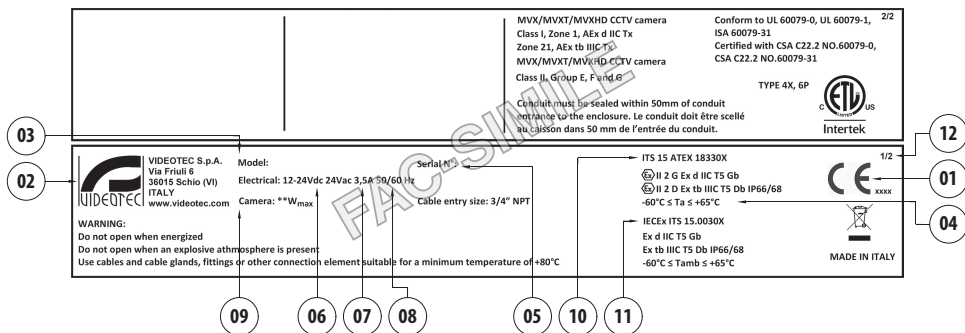 MVX/MVXT/MVXHD CCTV camera
Class I, Zone 1, AEx d IIC Tx
Zone 21, AEx tb IIIC Tx
MVX/MVXT/MVXHD CCTV camera
Class II, Group E, F and G
Conduit must be sealed within 50mm of conduit
entrance to the enclosure. Le conduit doit être scellé
au caisson dans 50 mm de l'entrée du conduit.
Conform to UL 60079-0, UL 60079-1,
ISA 60079-31
Certified with CSA C22.2 NO.60079-0,
CSA C22.2 NO.60079-31
2/2
TYPE 4X, 6P
C ETL US
LISTED
Intertek
FAC-SIMILE
03
02
VIDEOTEC
VIDEOTEC S.p.A.
Via Friuli 6
36015 Schio (VI)
ITALY
www.videotec.com
Model:
Serial N°:
Electrical: 12-24Vdc 24Vac 3,5A 50/60 Hz
Camera: **Wmax
Cable entry size: 3/4" NPT
WARNING:
Do not open when energized
Do not open when an explosive athmosphere is present
Use cables and cable glands, fittings or other connection element suitable for a minimum temperature of +80°C
ITS 15 ATEX 18330X
Ex II 2 G Ex d IIC T5 Gb
Ex II 2 D Ex tb IIIC T5 Db IP66/68
-60°C ≤ Ta ≤ +65°C
IECEx ITS 15.0030X
Ex d IIC T5 Gb
Ex tb IIIC T5 Db IP66/68
-60°C ≤ Tamb ≤ +65°C
1/2
CE
xxxx
MADE IN ITALY
12
01
04
09
06
07
08
05
10
11